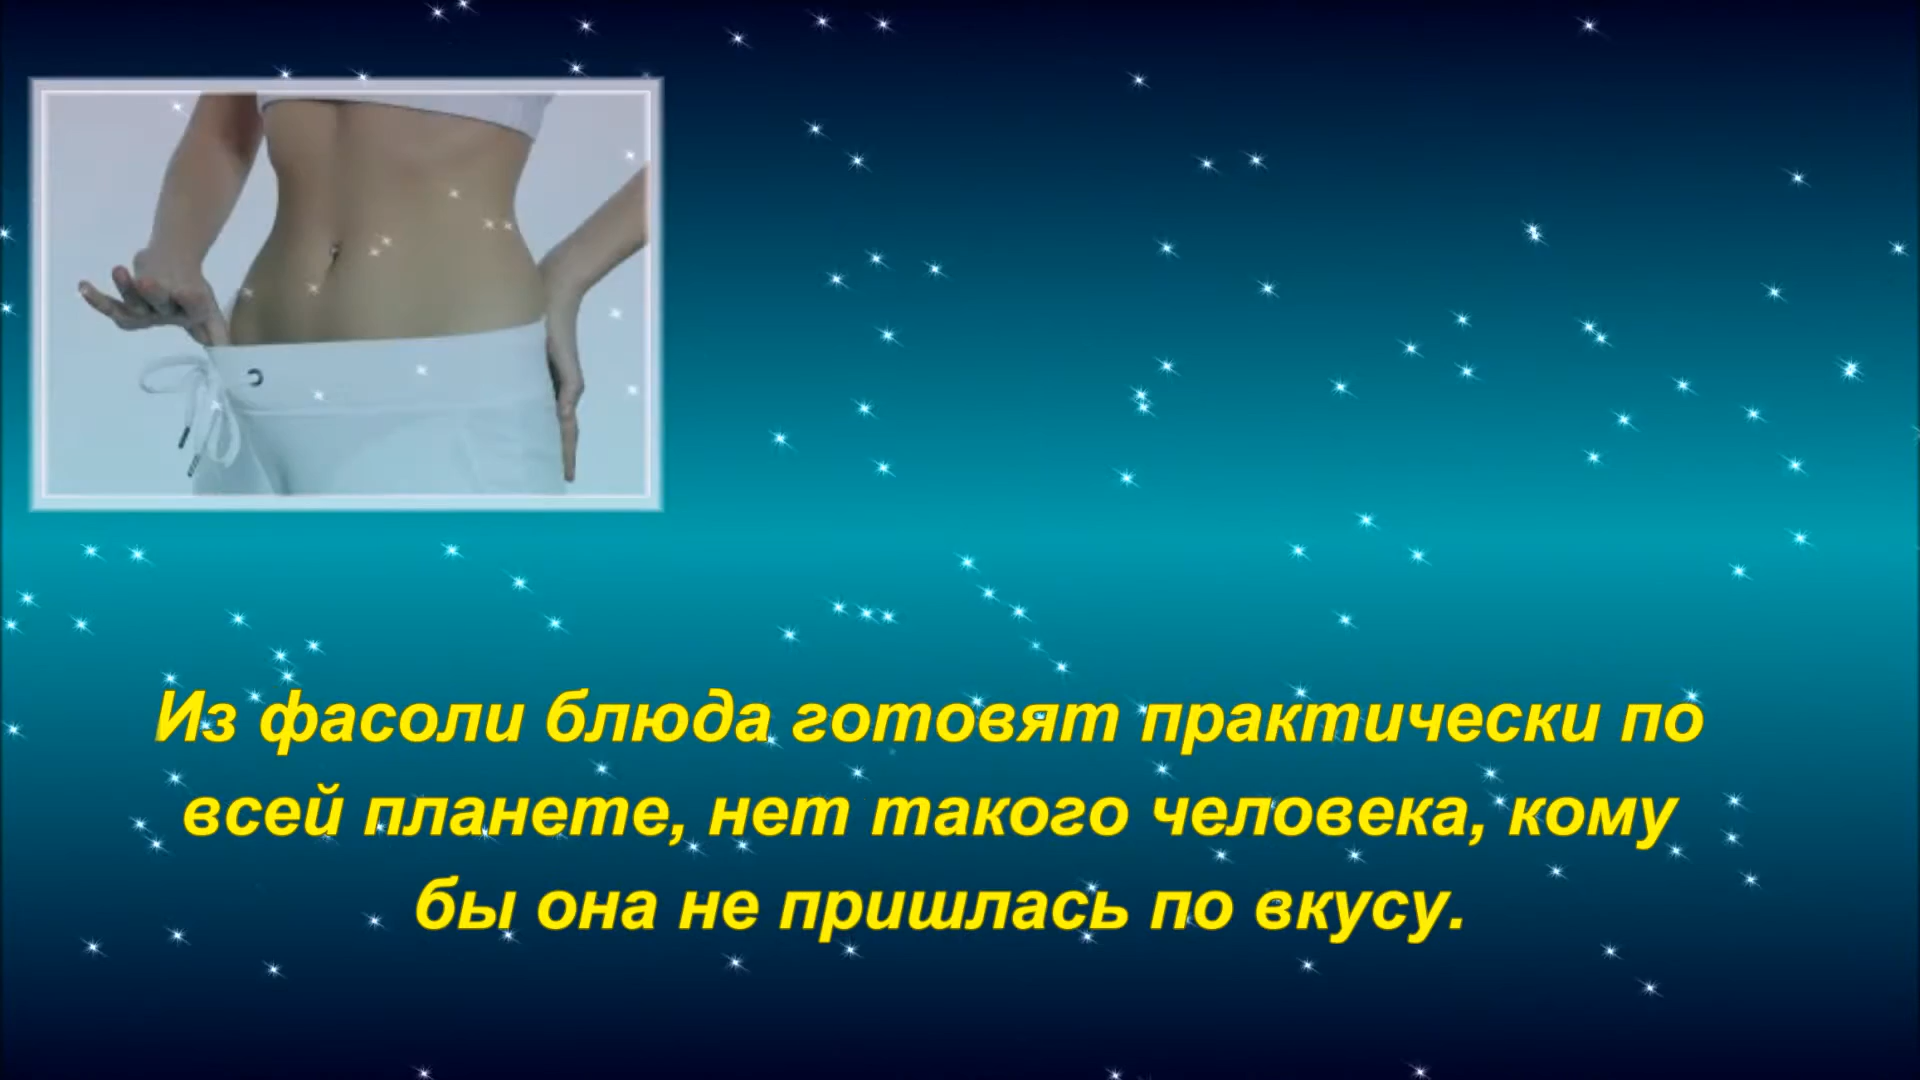 Из фасоли блюда готовят практически по
всей планете, нет такого человека, кому
бы она не пришлась по вкусу.